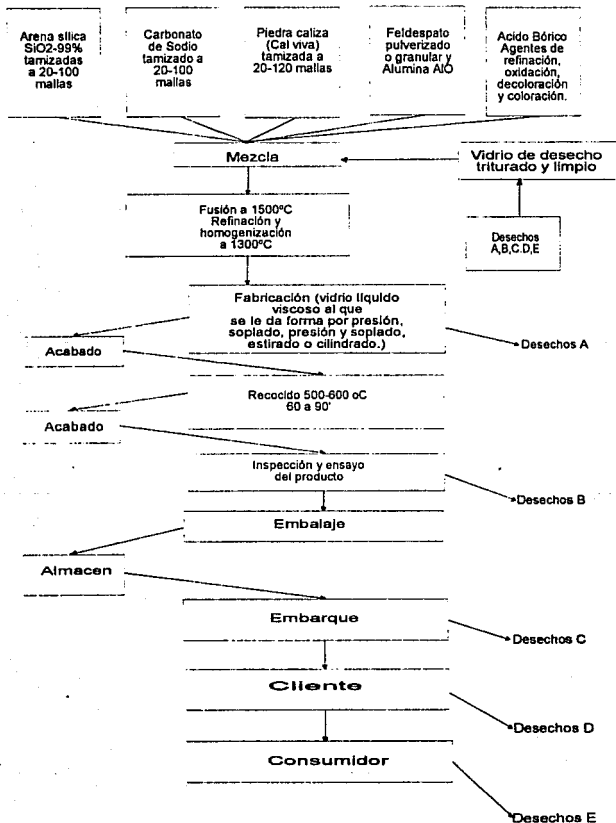 Arena silica
SiO2-99%
tamizadas
a 20-100
mallas
Carbonato
de Sodio
tamizado a
20-100
mallas
Piedra caliza
(Cal viva)
tamizada a
20-120 mallas
Feldespato
pulverizado
o granular y
Alumina AlO
Acido Bórico
Agentes de
refinación,
oxidación,
decoloración
y coloración.
Mezcla
Vidrio de desecho
triturado y limpio
Fusión a 1500ºC
Refinación y
homogenización
a 1300ºC
Desechos
A,B,C.D,E
Fabricación (vidrio líquido
viscoso al que
se le da forma por presión,
soplado, presión y soplado,
estirado o cilindrado.)
Desechos A
Acabado
Recocido 500-600 oC
60 a 90'
Acabado
Inspección y ensayo
del producto
Desechos B
Embalaje
Almacen
Embarque
Desechos C
Cliente
Desechos D
Consumidor
Desechos E